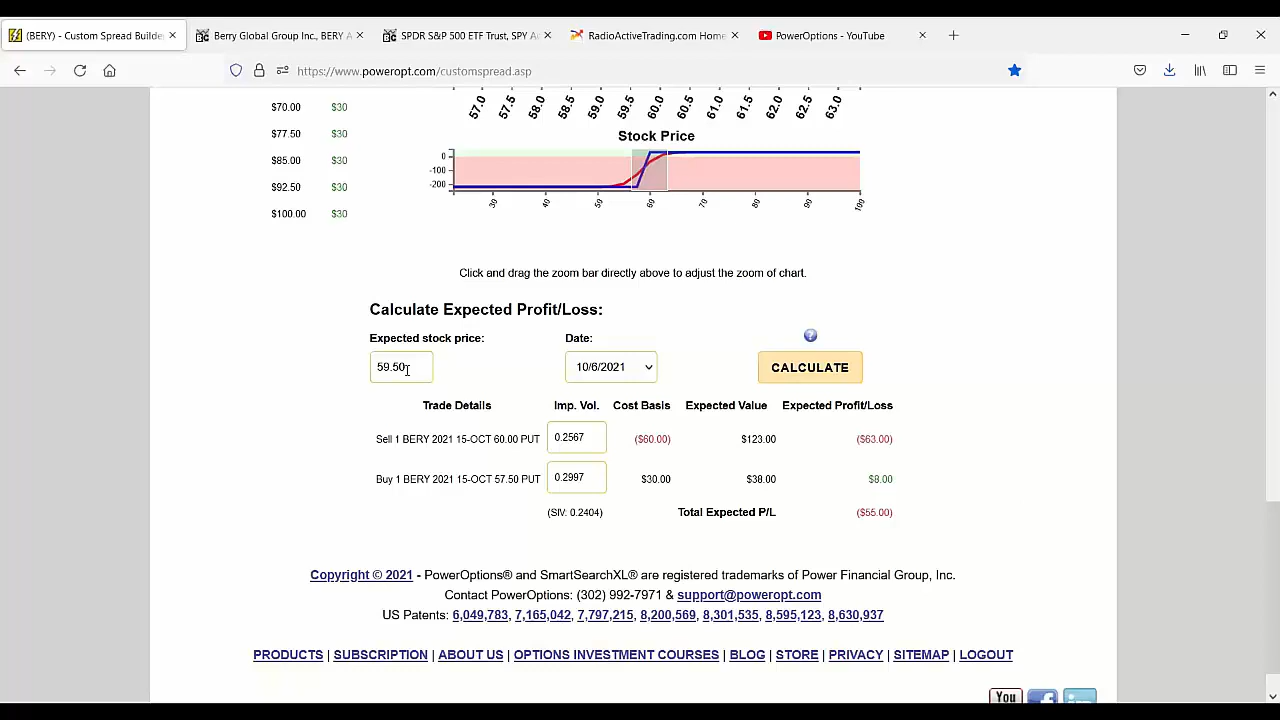 (BERY) - Custom Spread Builde
Berry Global Group Inc., BERY A
SPDR S&P 500 ETF Trust, SPY A
RadioActiveTrading.com Home
PowerOptions - YouTube
https://www.poweropt.com/customspread.asp
57.0 57.5 58.0 58.5 59.0 59.5 60.0 60.5 61.0 61.5 62.0 62.5 63.0
$70.00 $30
$77.50 $30
$85.00 $30
$92.50 $30
$100.00 $30
Stock Price
0
-100
-200
30 40 50 60 70 80 90 100
Click and drag the zoom bar directly above to adjust the zoom of chart.
Calculate Expected Profit/Loss:
Expected stock price: Date: ?
59.50 10/6/2021 CALCULATE
Trade Details Imp. Vol. Cost Basis Expected Value Expected Profit/Loss
Sell 1 BERY 2021 15-OCT 60.00 PUT 0.2567 ($60.00) $123.00 ($63.00)
Buy 1 BERY 2021 15-OCT 57.50 PUT 0.2997 $30.00 $38.00 $8.00
(SIV: 0.2404) Total Expected P/L ($55.00)
Copyright © 2021 - PowerOptions® and SmartSearchXL® are registered trademarks of Power Financial Group, Inc.
Contact PowerOptions: (302) 992-7971 & support@poweropt.com
US Patents: 6,049,783, 7,165,042, 7,797,215, 8,200,569, 8,301,535, 8,595,123, 8,630,937
PRODUCTS | SUBSCRIPTION | ABOUT US | OPTIONS INVESTMENT COURSES | BLOG | STORE | PRIVACY | SITEMAP | LOGOUT
You